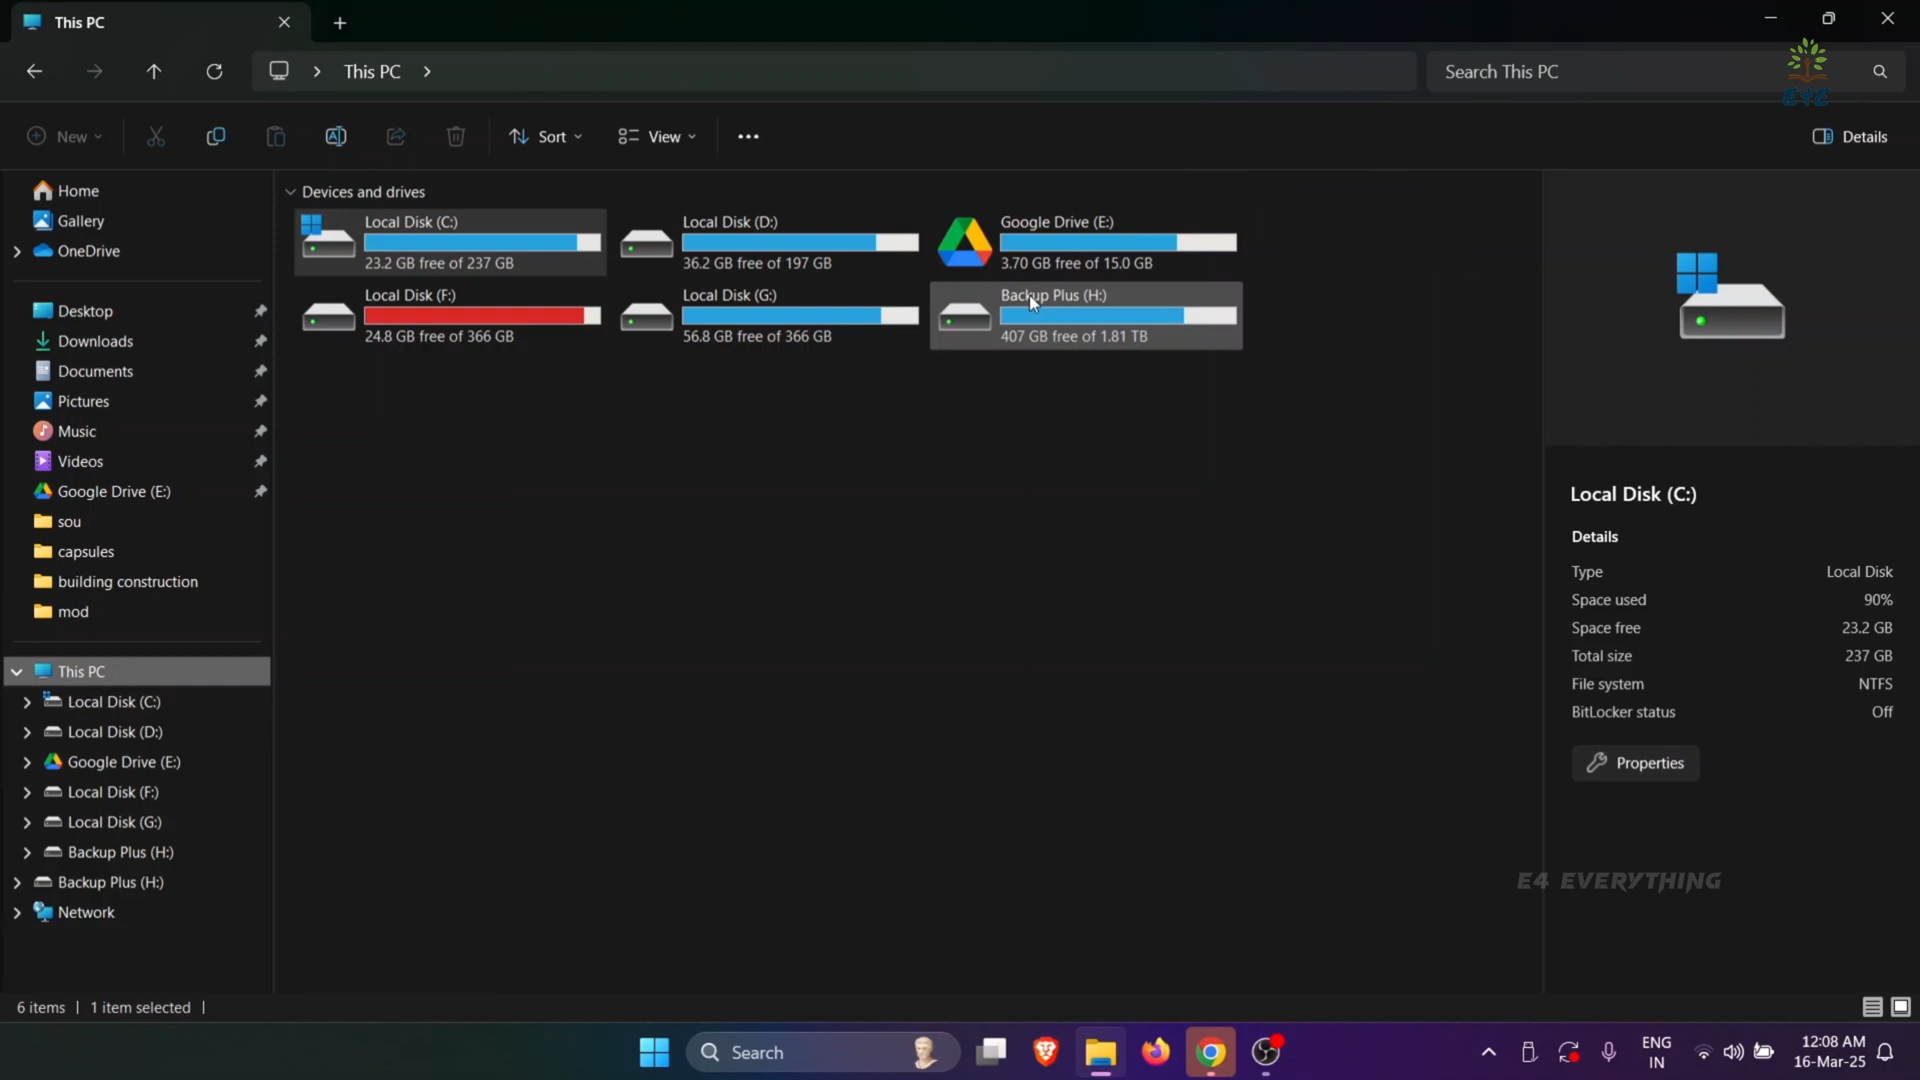 This PC
This PC
Search This PC
E4E
New
Sort
View
Details
Home
Gallery
OneDrive
Desktop
Downloads
Documents
Pictures
Music
Videos
Google Drive (E:)
sou
capsules
building construction
mod
This PC
Local Disk (C:)
Local Disk (D:)
Google Drive (E:)
Local Disk (F:)
Local Disk (G:)
Backup Plus (H:)
Backup Plus (H:)
Network
Devices and drives
Local Disk (C:)
23.2 GB free of 237 GB
Local Disk (D:)
36.2 GB free of 197 GB
Google Drive (E:)
3.70 GB free of 15.0 GB
Local Disk (F:)
24.8 GB free of 366 GB
Local Disk (G:)
56.8 GB free of 366 GB
Backup Plus (H:)
407 GB free of 1.81 TB
Local Disk (C:)
Details
Type Local Disk
Space used 90%
Space free 23.2 GB
Total size 237 GB
File system NTFS
BitLocker status Off
Properties
E4 EVERYTHING
6 items | 1 item selected |
Search
ENG
IN
12:08 AM
16-Mar-25